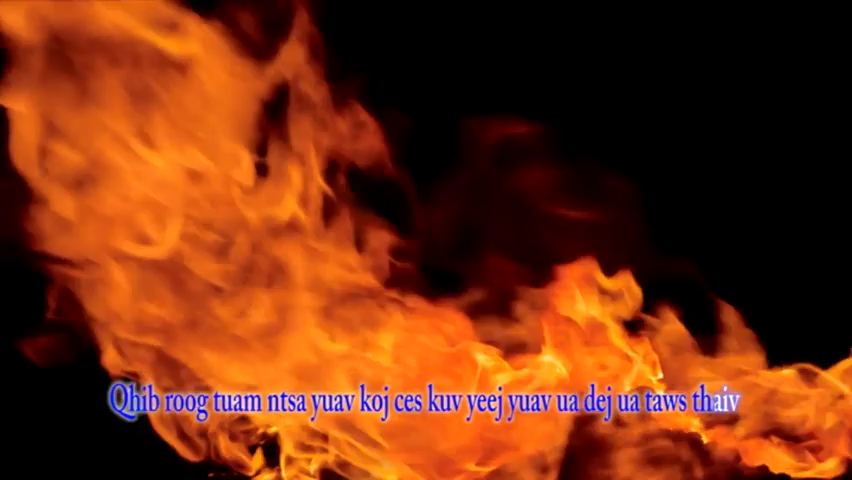 Qhib roog tuam ntsa yuav koj ces kuv yeej yuav ua dej ua taws thaiv